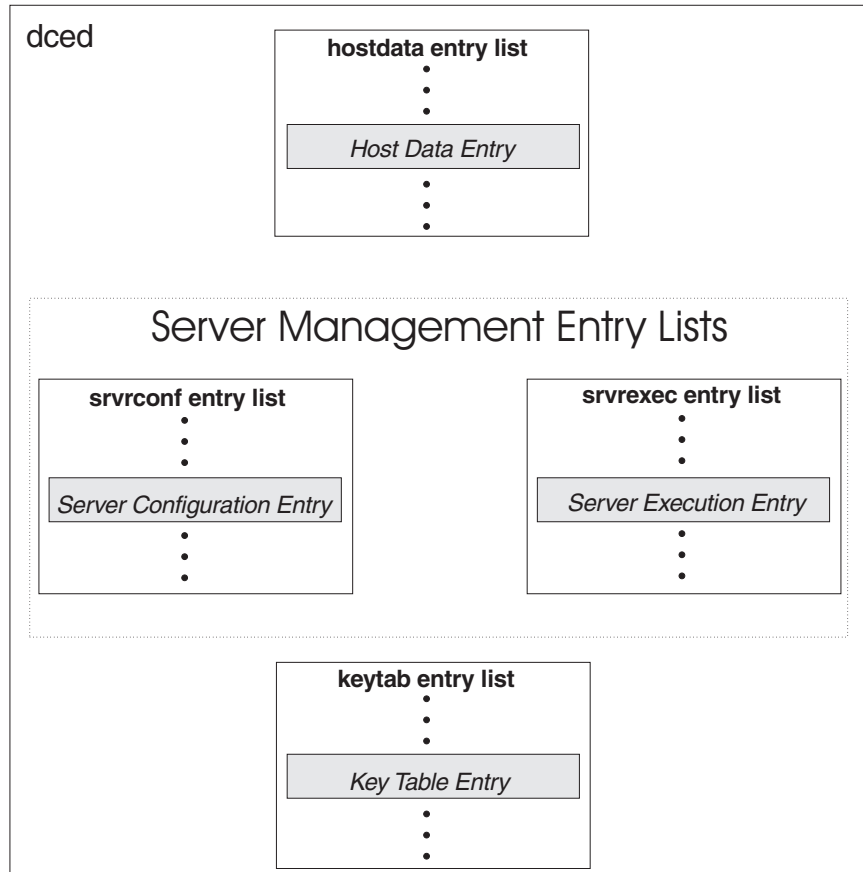 dced
hostdata entry list
Host Data Entry
Server Management Entry Lists
srvrconf entry list
Server Configuration Entry
srvrexec entry list
Server Execution Entry
keytab entry list
Key Table Entry